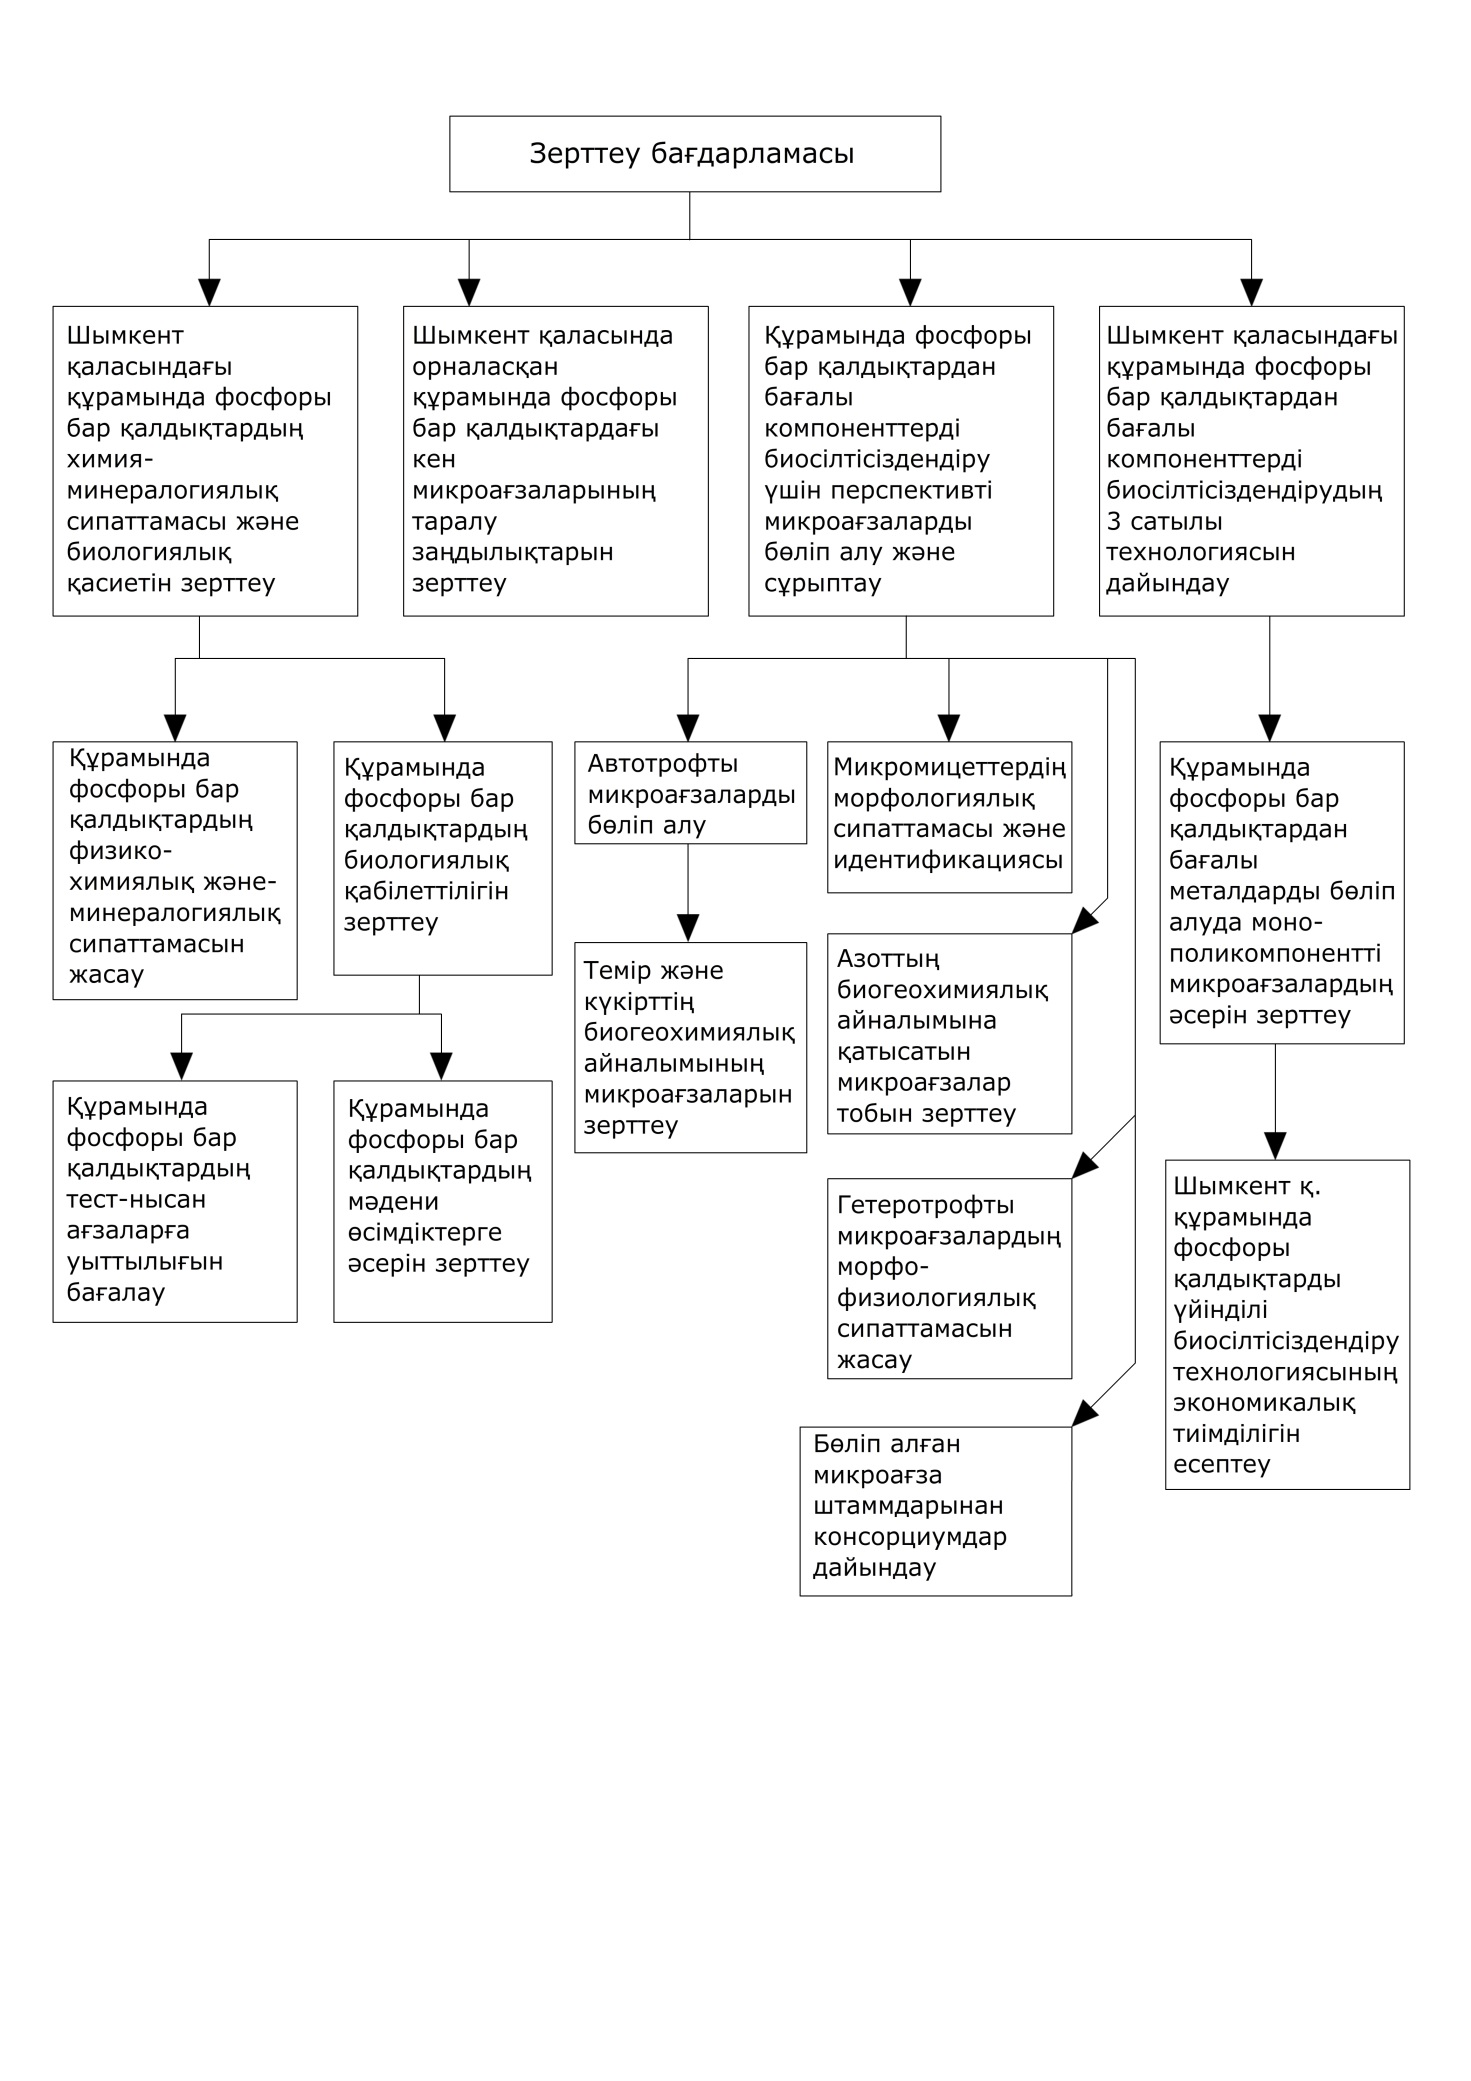 Зерттеу бағдарламасы
Шымкент
қаласындағы
құрамында фосфоры
бар қалдықтардың
химия-
минералогиялық
сипаттамасы және
биологиялық
қасиетін зерттеу
Шымкент қаласында
орналасқан
құрамында фосфоры
бар қалдықтардағы
кен
микроағзаларының
таралу
заңдылықтарын
зерттеу
Құрамында фосфоры
бар қалдықтардан
бағалы
компоненттерді
биосілтісіздендіру
үшін перспективті
микроағзаларды
бөліп алу және
сұрыптау
Шымкент қаласындағы
құрамында фосфоры
бар қалдықтардан
бағалы
компоненттерді
биосілтісіздендірудың
3 сатылы
технологиясын
дайындау
Құрамында
фосфоры бар
қалдықтардың
физико-
химиялық және-
минералогиялық
сипаттамасын
жасау
Құрамында
фосфоры бар
қалдықтардың
биологиялық
қабілеттілігін
зерттеу
Автотрофты
микроағзаларды
бөліп алу
Микромицеттердің
морфологиялық
сипаттамасы және
идентификациясы
Құрамында
фосфоры бар
қалдықтардан
бағалы
металдарды бөліп
алуда моно-
поликомпонентті
микроағзалардың
әсерін зерттеу
Темір және
күкірттің
биогеохимиялық
айналымының
микроағзаларын
зерттеу
Азоттың
биогеохимиялық
айналымына
қатысатын
микроағзалар
тобын зерттеу
Құрамында
фосфоры бар
қалдықтардың
тест-нысан
ағзаларға
уыттылығын
бағалау
Құрамында
фосфоры бар
қалдықтардың
мәдени
өсімдіктерге
әсерін зерттеу
Гетеротрофты
микроағзалардың
морфо-
физиологиялық
сипаттамасын
жасау
Шымкент қ.
құрамында
фосфоры
қалдықтарды
үйінділі
биосілтісіздендіру
технологиясының
экономикалық
тиімділігін
есептеу
Бөліп алған
микроағза
штаммдарынан
консорциумдар
дайындау